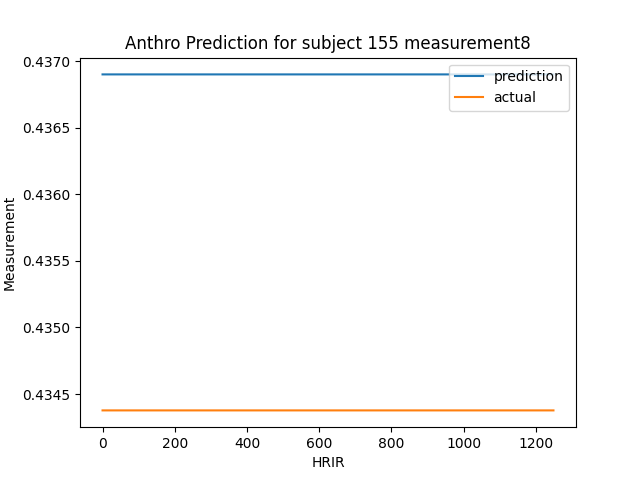 Anthro Prediction for subject 155 measurement8
0.4370
0.4365
0.4360
0.4355
0.4350
0.4345
Measurement
prediction
actual
0 200 400 600 800 1000 1200
HRIR